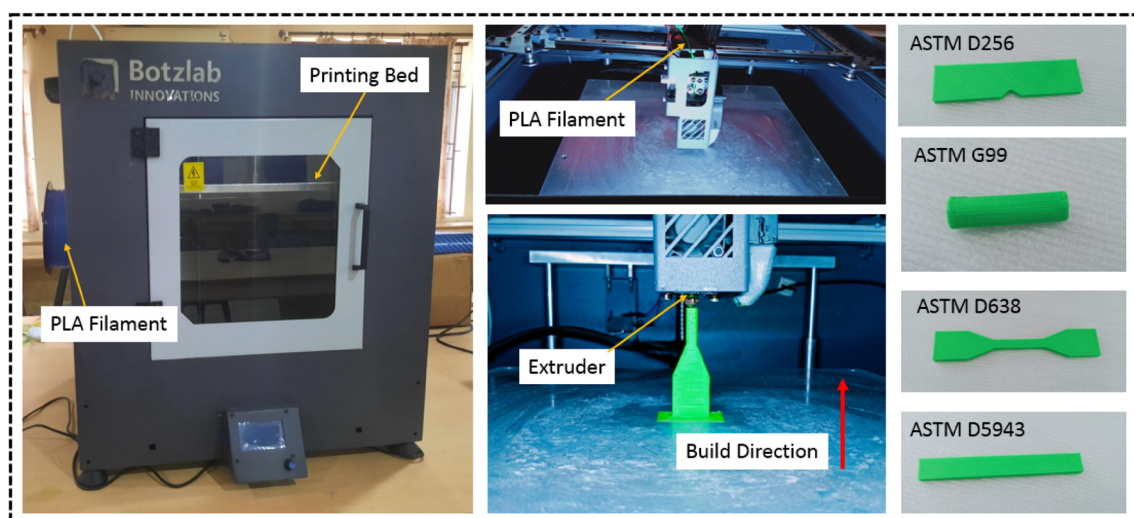 Botzlab
INNOVATIONS
Printing Bed
PLA Filament
PLA Filament
Extruder
Build Direction
ASTM D256
ASTM G99
ASTM D638
ASTM D5943